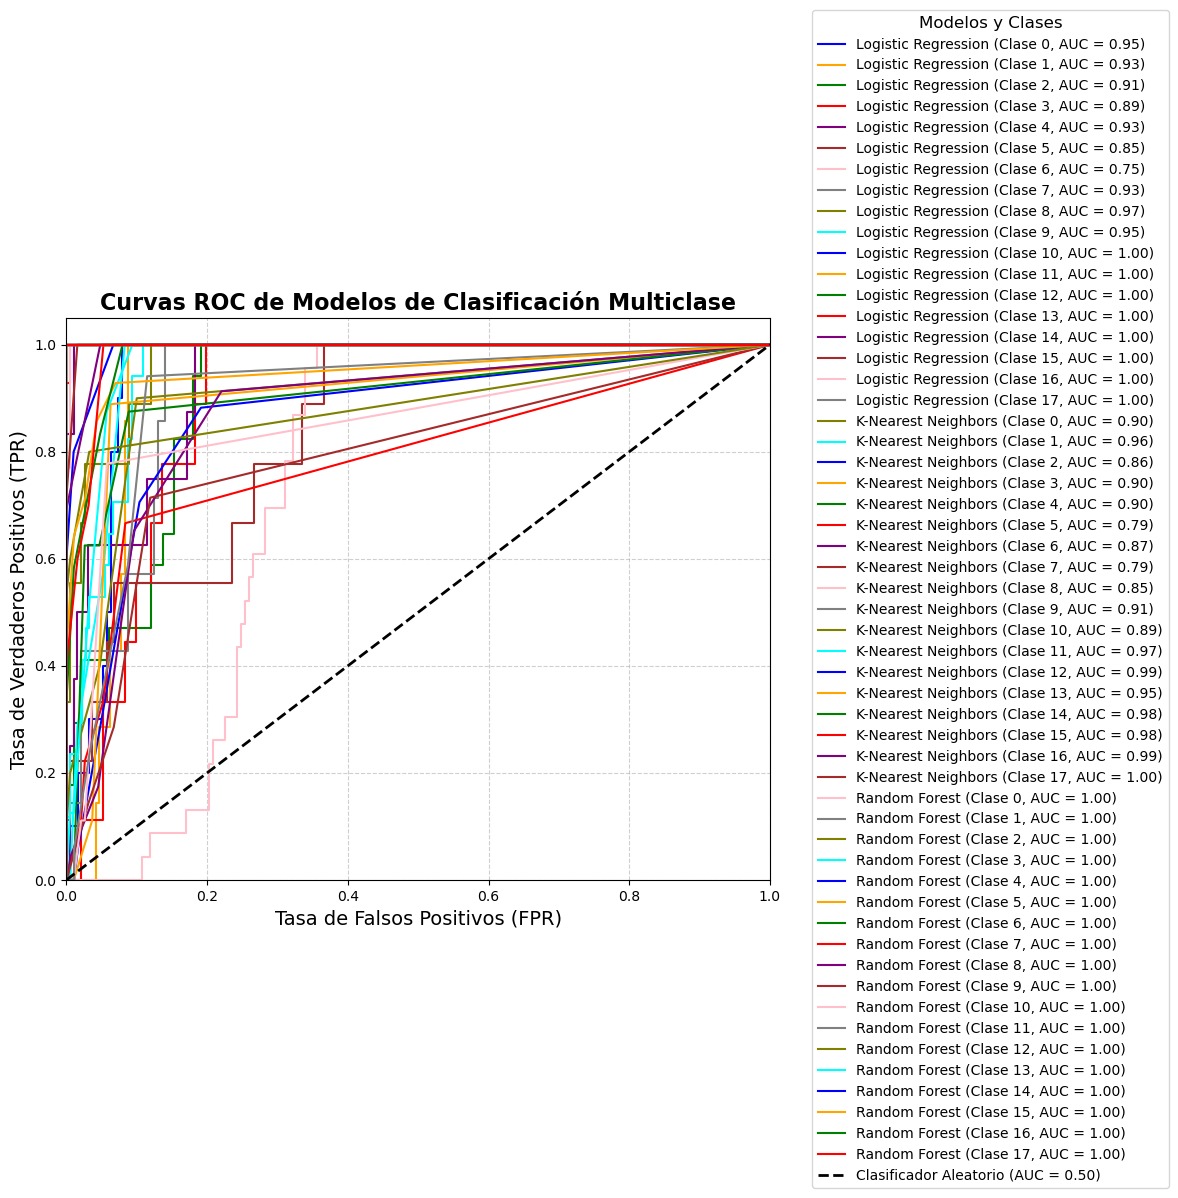 Modelos y Clases
Logistic Regression (Clase 0, AUC = 0.95)
Logistic Regression (Clase 1, AUC = 0.93)
Logistic Regression (Clase 2, AUC = 0.91)
Logistic Regression (Clase 3, AUC = 0.89)
Logistic Regression (Clase 4, AUC = 0.93)
Logistic Regression (Clase 5, AUC = 0.85)
Logistic Regression (Clase 6, AUC = 0.75)
Logistic Regression (Clase 7, AUC = 0.93)
Logistic Regression (Clase 8, AUC = 0.97)
Logistic Regression (Clase 9, AUC = 0.95)
Logistic Regression (Clase 10, AUC = 1.00)
Logistic Regression (Clase 11, AUC = 1.00)
Logistic Regression (Clase 12, AUC = 1.00)
Logistic Regression (Clase 13, AUC = 1.00)
Logistic Regression (Clase 14, AUC = 1.00)
Logistic Regression (Clase 15, AUC = 1.00)
Logistic Regression (Clase 16, AUC = 1.00)
Logistic Regression (Clase 17, AUC = 1.00)
K-Nearest Neighbors (Clase 0, AUC = 0.90)
K-Nearest Neighbors (Clase 1, AUC = 0.96)
K-Nearest Neighbors (Clase 2, AUC = 0.86)
K-Nearest Neighbors (Clase 3, AUC = 0.90)
K-Nearest Neighbors (Clase 4, AUC = 0.90)
K-Nearest Neighbors (Clase 5, AUC = 0.79)
K-Nearest Neighbors (Clase 6, AUC = 0.87)
K-Nearest Neighbors (Clase 7, AUC = 0.79)
K-Nearest Neighbors (Clase 8, AUC = 0.85)
K-Nearest Neighbors (Clase 9, AUC = 0.91)
K-Nearest Neighbors (Clase 10, AUC = 0.89)
K-Nearest Neighbors (Clase 11, AUC = 0.97)
K-Nearest Neighbors (Clase 12, AUC = 0.99)
K-Nearest Neighbors (Clase 13, AUC = 0.95)
K-Nearest Neighbors (Clase 14, AUC = 0.98)
K-Nearest Neighbors (Clase 15, AUC = 0.98)
K-Nearest Neighbors (Clase 16, AUC = 0.99)
K-Nearest Neighbors (Clase 17, AUC = 1.00)
Random Forest (Clase 0, AUC = 1.00)
Random Forest (Clase 1, AUC = 1.00)
Random Forest (Clase 2, AUC = 1.00)
Random Forest (Clase 3, AUC = 1.00)
Random Forest (Clase 4, AUC = 1.00)
Random Forest (Clase 5, AUC = 1.00)
Random Forest (Clase 6, AUC = 1.00)
Random Forest (Clase 7, AUC = 1.00)
Random Forest (Clase 8, AUC = 1.00)
Random Forest (Clase 9, AUC = 1.00)
Random Forest (Clase 10, AUC = 1.00)
Random Forest (Clase 11, AUC = 1.00)
Random Forest (Clase 12, AUC = 1.00)
Random Forest (Clase 13, AUC = 1.00)
Random Forest (Clase 14, AUC = 1.00)
Random Forest (Clase 15, AUC = 1.00)
Random Forest (Clase 16, AUC = 1.00)
Random Forest (Clase 17, AUC = 1.00)
Clasificador Aleatorio (AUC = 0.50)
Curvas ROC de Modelos de Clasificación Multiclase
Tasa de Verdaderos Positivos (TPR)
1.0
0.8
0.6
0.4
0.2
0.0
0.0 0.2 0.4 0.6 0.8 1.0
Tasa de Falsos Positivos (FPR)